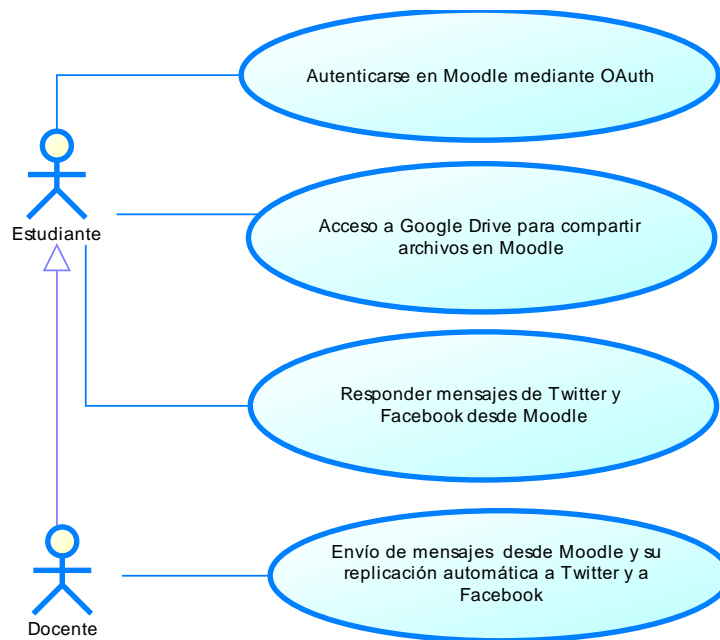 Autenticarse en Moodle mediante OAuth
Estudiante
Acceso a Google Drive para compartir
archivos en Moodle
Responder mensajes de Twitter y
Facebook desde Moodle
Envío de mensajes desde Moodle y su
replicación automática a Twitter y a
Facebook
Docente